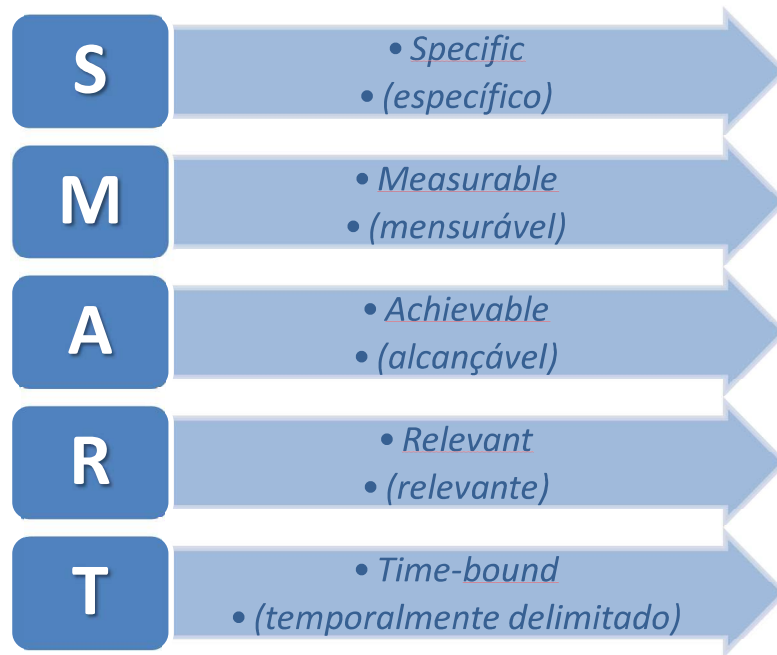 S
• Specific
• (específico)
M
• Measurable
• (mensurável)
A
• Achievable
• (alcançável)
R
• Relevant
• (relevante)
T
• Time-bound
• (temporalmente delimitado)